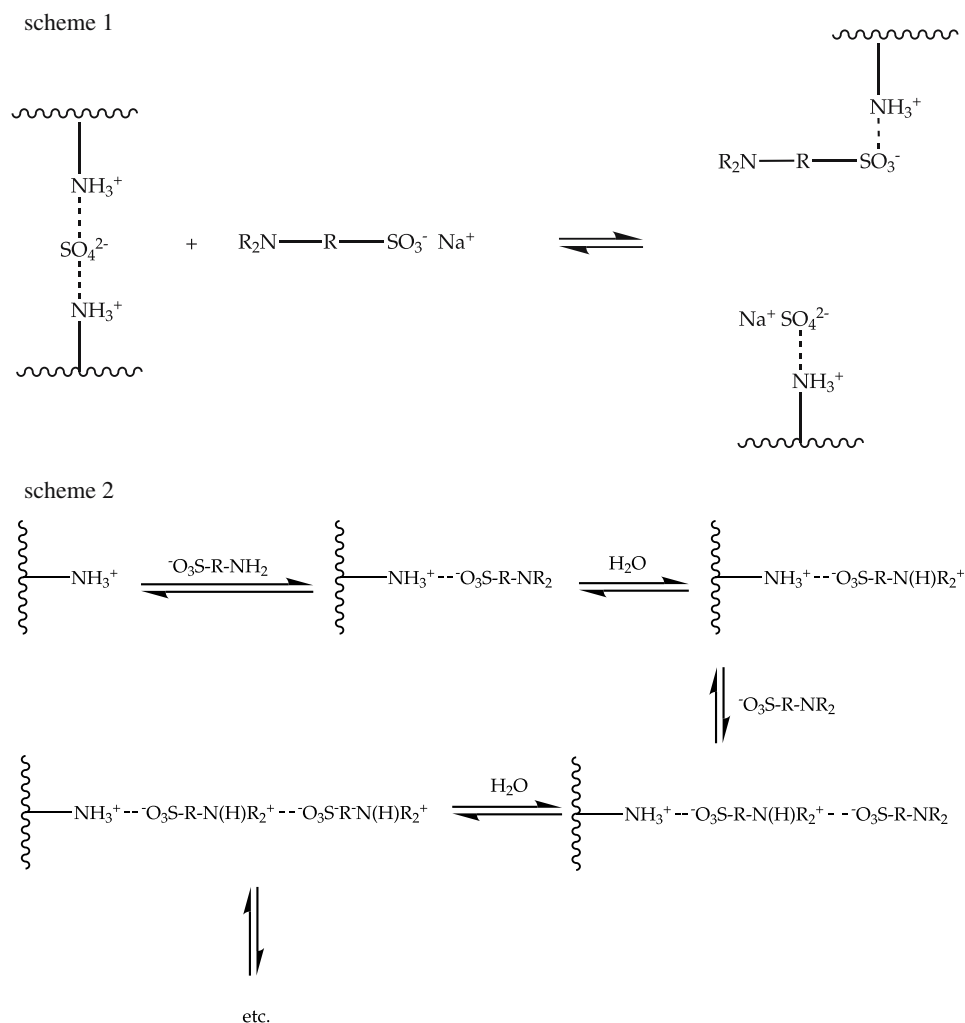 scheme 1
NH₃⁺
SO₄²⁻
NH₃⁺
+
R₂N—R—SO₃⁻ Na⁺
NH₃⁺
R₂N—R—SO₃⁻
Na⁺ SO₄²⁻
NH₃⁺
scheme 2
NH₃⁺
⁻O₃S-R-NH₂
NH₃⁺--⁻O₃S-R-NR₂
H₂O
NH₃⁺--⁻O₃S-R-N(H)R₂⁺
⁻O₃S-R-NR₂
NH₃⁺--⁻O₃S-R-N(H)R₂⁺--⁻O₃S-R-N(H)R₂⁺
H₂O
NH₃⁺--⁻O₃S-R-N(H)R₂⁺--⁻O₃S-R-NR₂
etc.